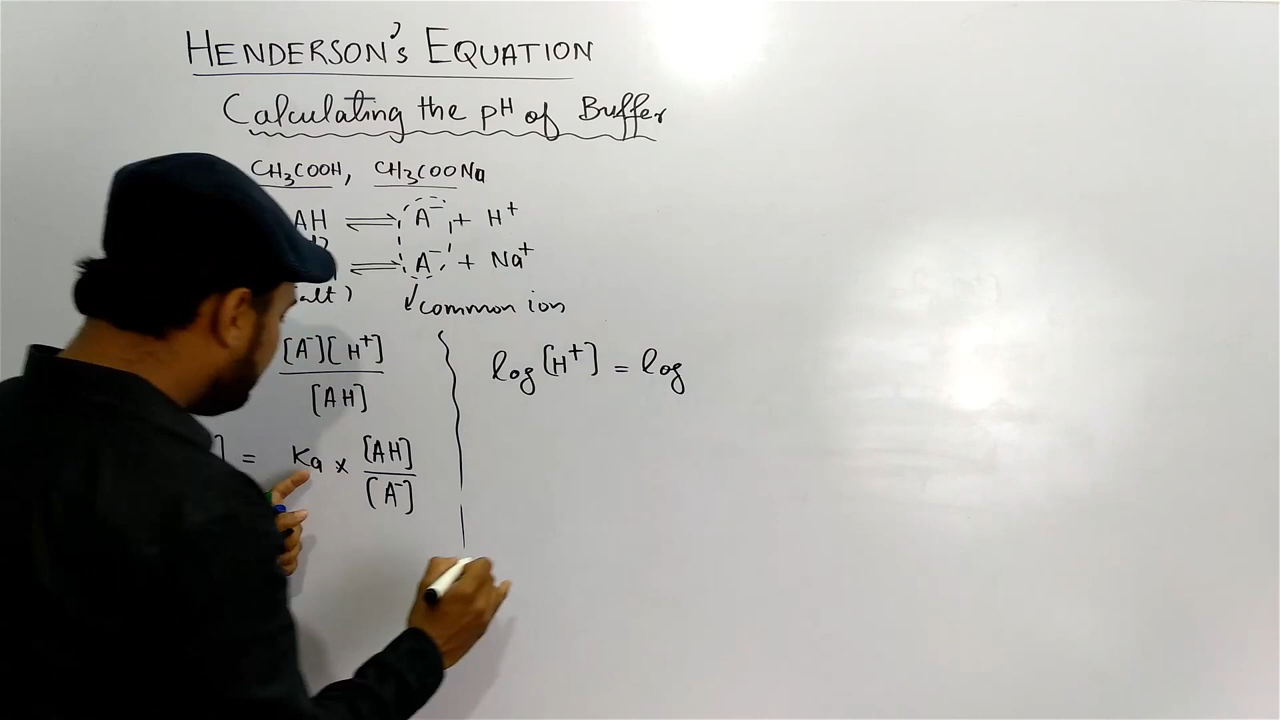 HENDERSON'S EQUATION
Calculating the pH of Buffer
CH3COOH, CH3COONa
AH ⇌ A⁻ + H⁺
⇌ A⁻ + Na⁺
common ion
[A⁻][H⁺]
[AH]
] = Ka × [AH]
[A⁻]
log [H⁺] = log